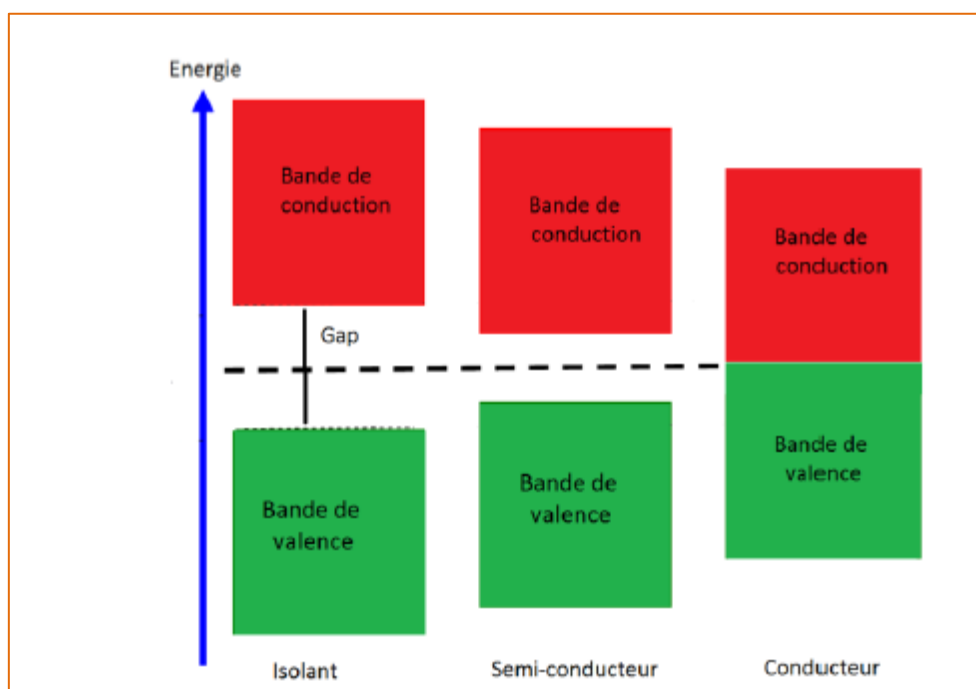 Energie
Bande de
conduction
Bande de
conduction
Bande de
conduction
Gap
Bande de
valence
Bande de
valence
Bande de
valence
Isolant
Semi-conducteur
Conducteur